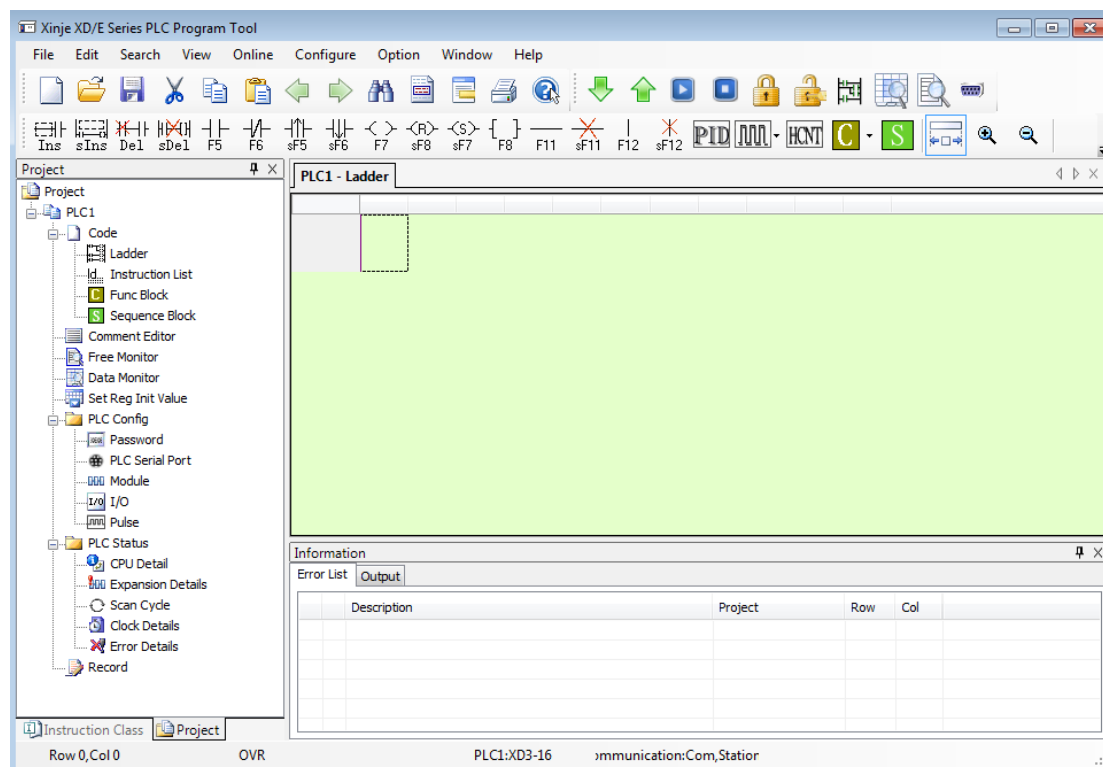 Xinje XD/E Series PLC Program Tool
File Edit Search View Online Configure Option Window Help
Ins sIns Del sDel F5 F6 sF5 sF6 F7 sF8 sF7 F8 F11 sF11 F12 sF12 PID HCNT C S
Project
PLC1 - Ladder
Project
PLC1
Code
Ladder
Instruction List
C Func Block
S Sequence Block
Comment Editor
Free Monitor
Data Monitor
Set Reg Init Value
PLC Config
Password
PLC Serial Port
Module
I/O I/O
Pulse
PLC Status
CPU Detail
Expansion Details
Scan Cycle
Clock Details
Error Details
Record
Information
Error List Output
Description Project Row Col
Instruction Class Project
Row 0,Col 0 OVR PLC1:XD3-16 ommunication:Com,Station